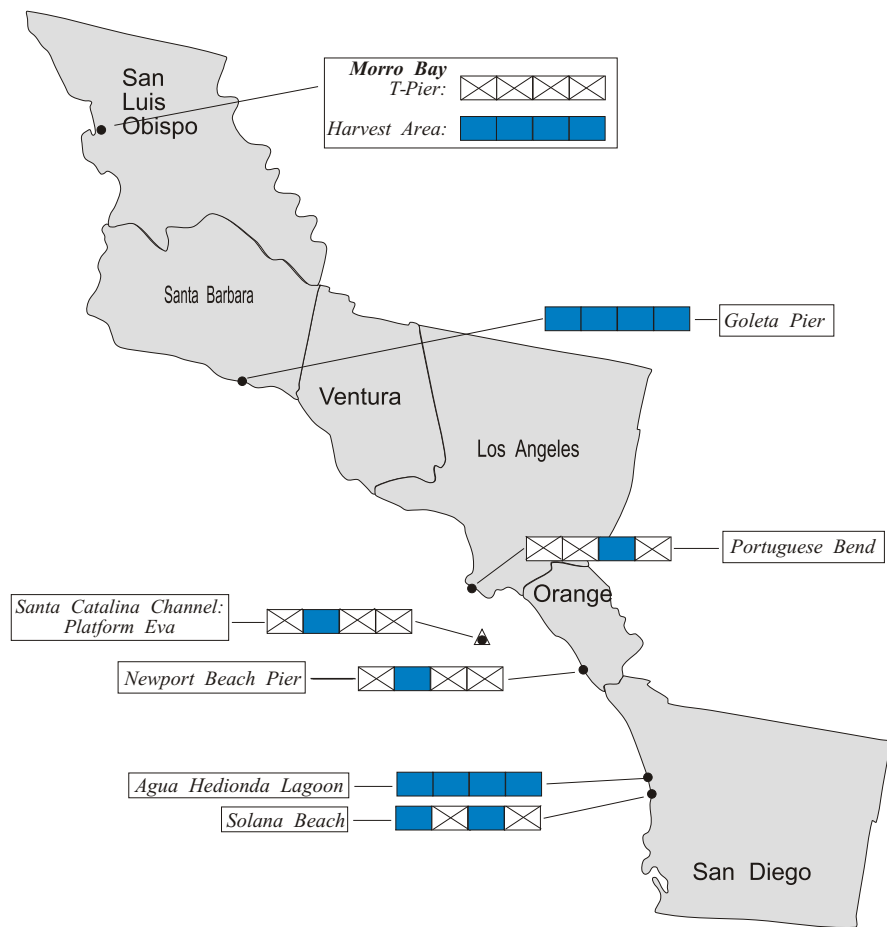 San
Luis
Obispo
Morro Bay
T-Pier:
Harvest Area:
Santa Barbara
Goleta Pier
Ventura
Los Angeles
Portuguese Bend
Orange
Santa Catalina Channel:
Platform Eva
Newport Beach Pier
Agua Hedionda Lagoon
Solana Beach
San Diego